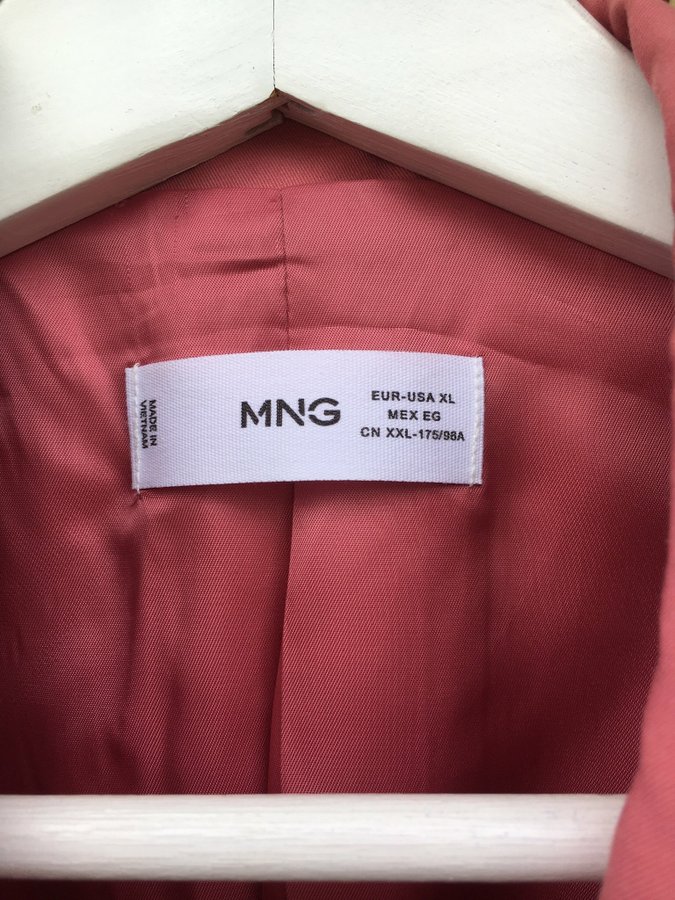 MADE IN
VIETNAM
MNG
EUR-USA XL
MEX EG
CN XXL-175/98A